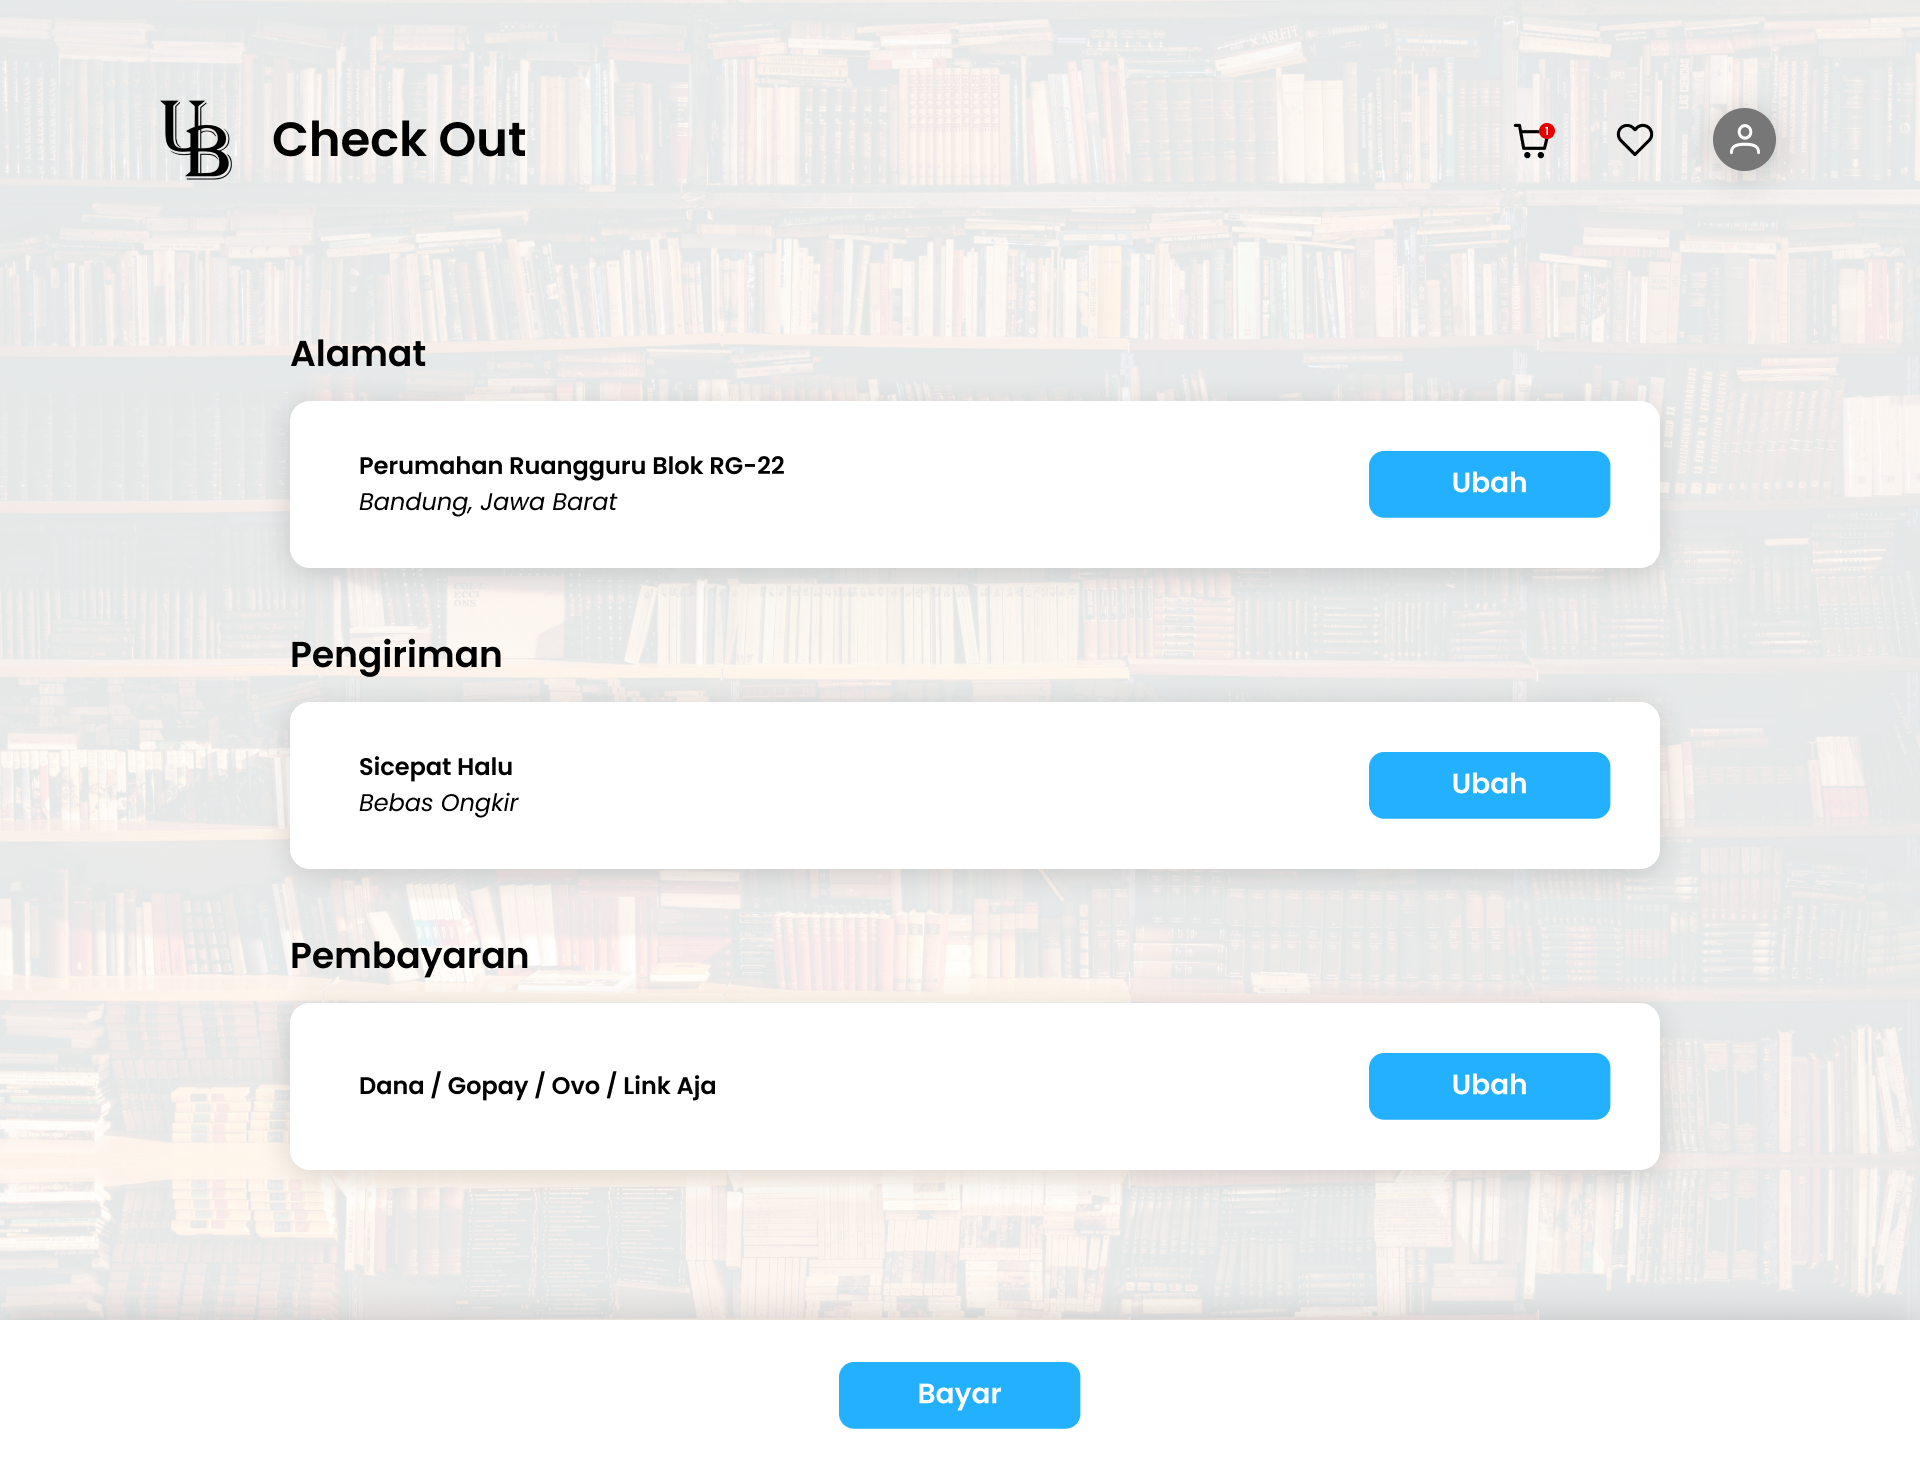 UB
Check Out
1
Alamat
Perumahan Ruangguru Blok RG-22
Bandung, Jawa Barat
Ubah
Pengiriman
Sicepat Halu
Bebas Ongkir
Ubah
Pembayaran
Dana / Gopay / Ovo / Link Aja
Ubah
Bayar